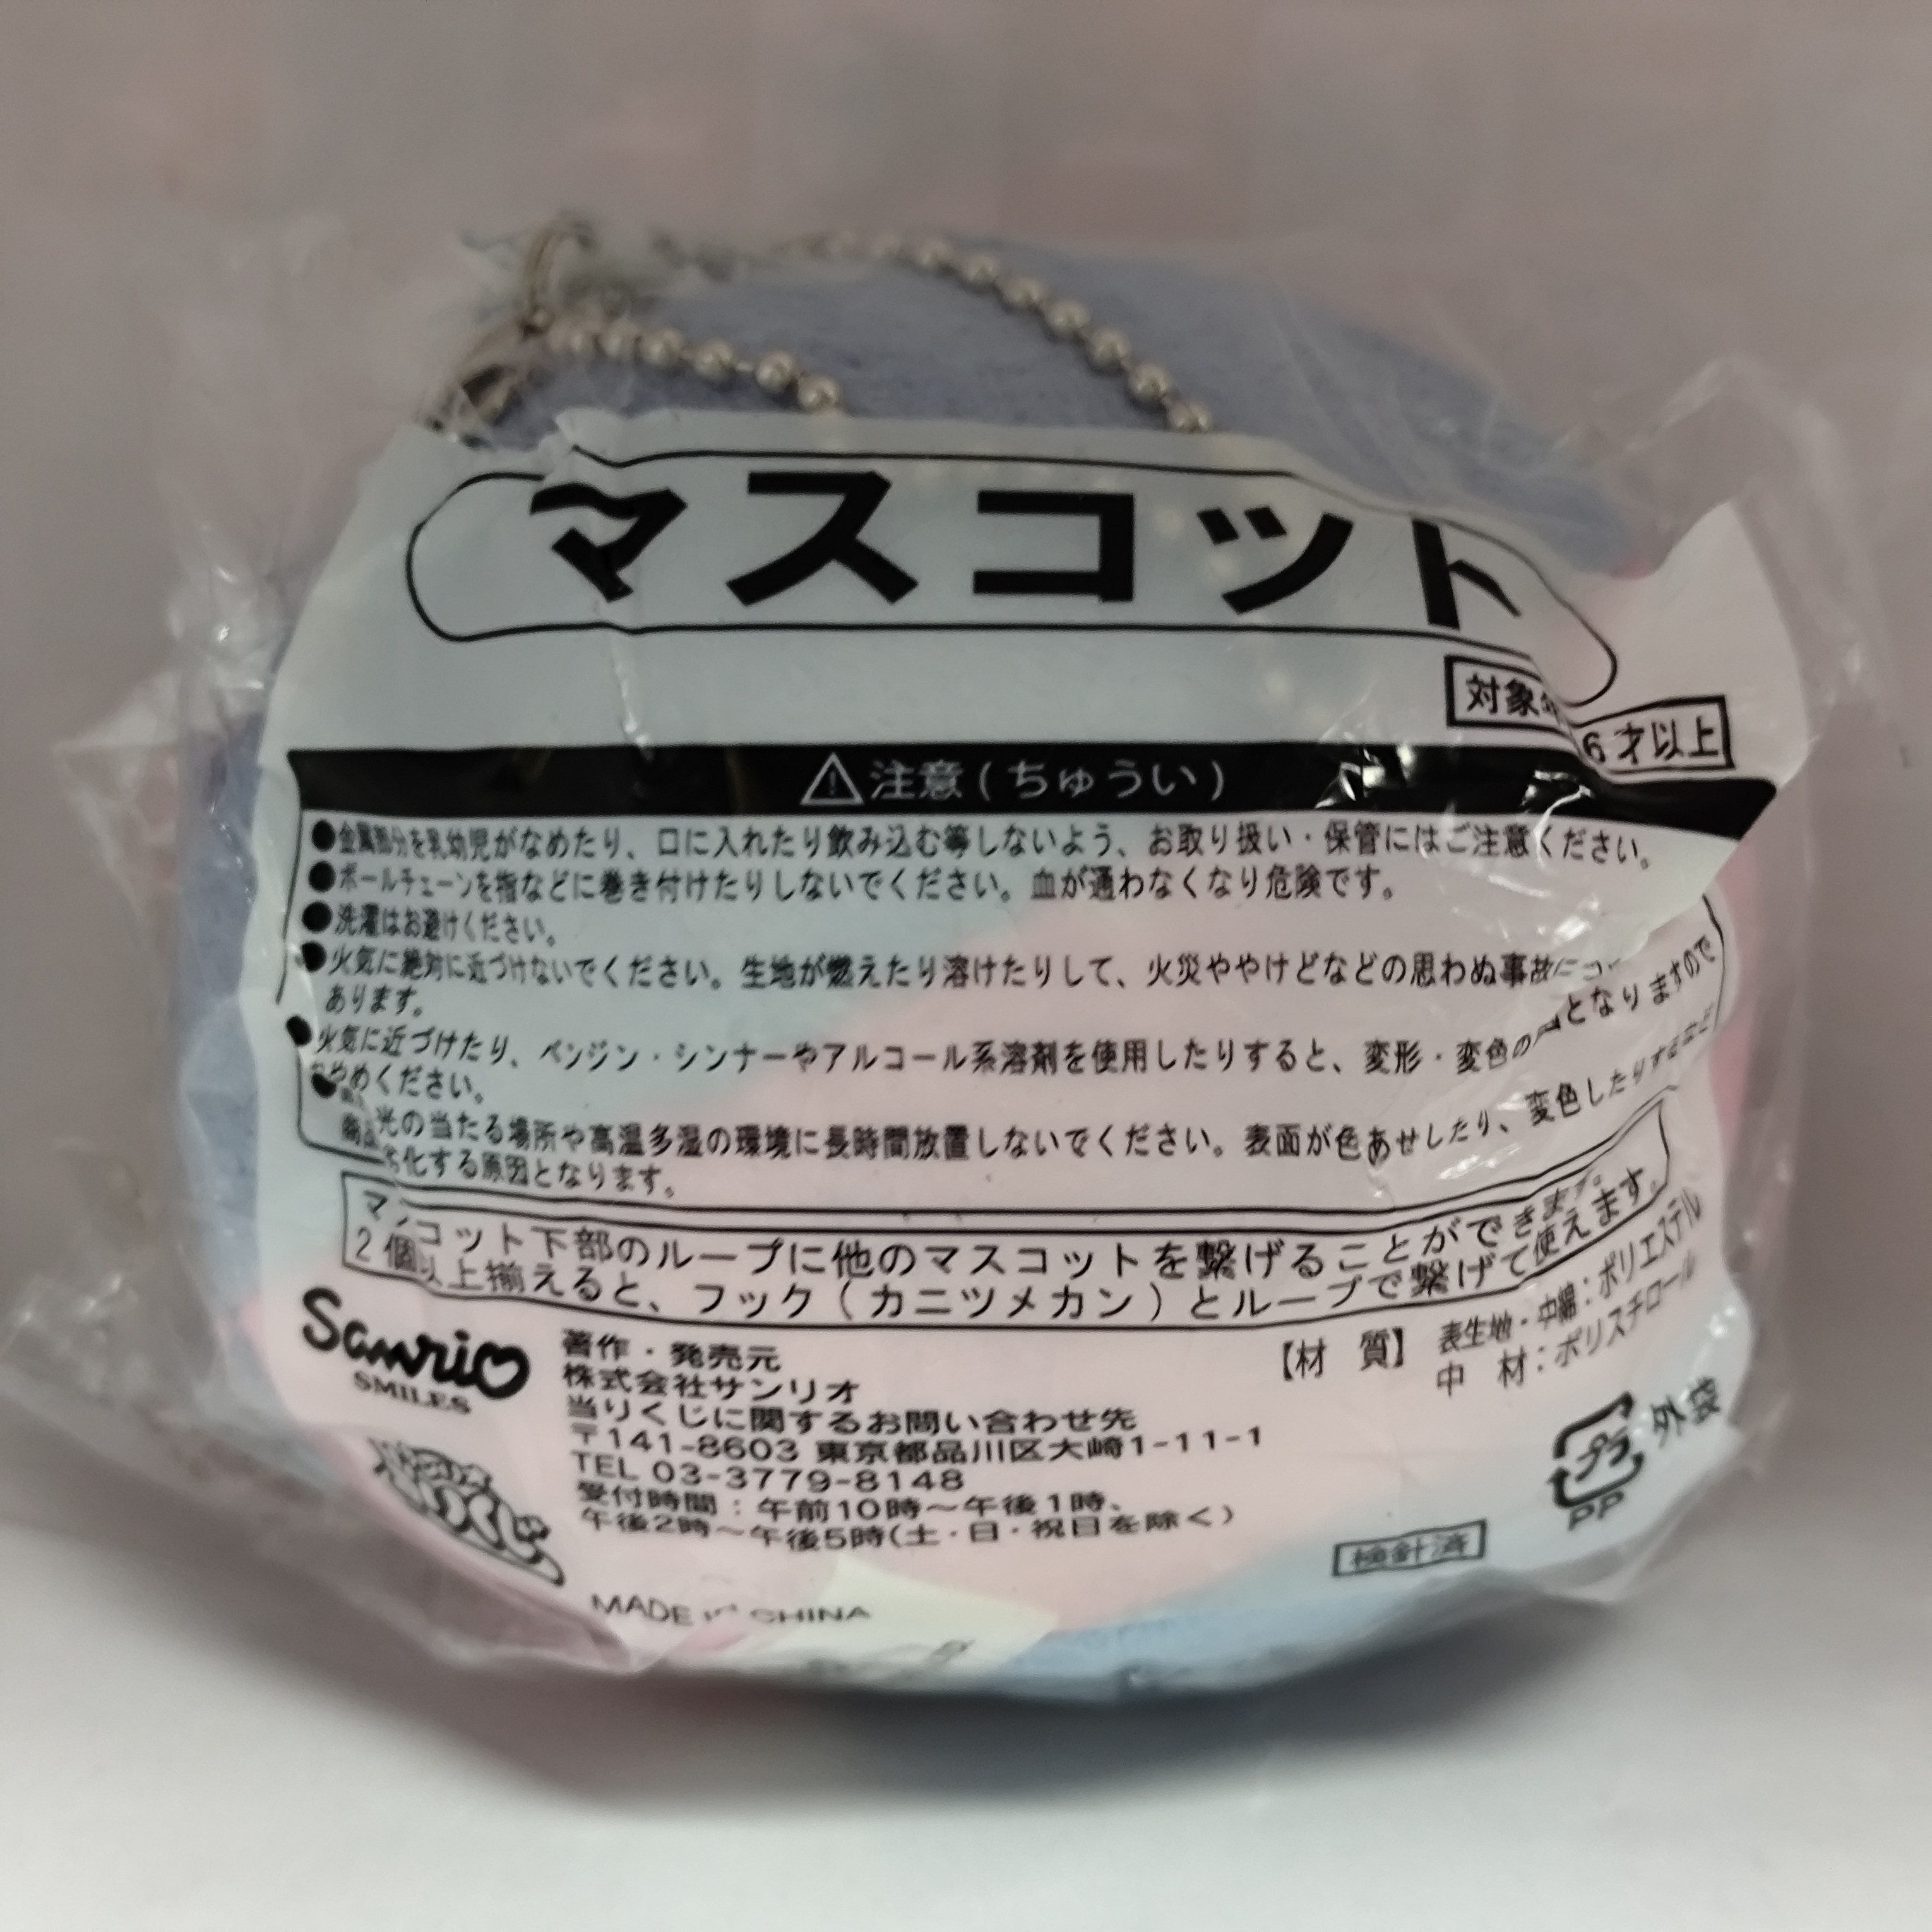 マスコット
対象
6才以上
注意(ちゅうい)
●金属部分を乳幼児がなめたり、口に入れたり飲み込む等しないよう、お取り扱い・保管にはご注意ください。
●ボールチェーンを指などに巻き付けたりしないでください。血が通わなくなり危険です。
●洗濯はお避けください。
●火気に絶対に近づけないでください。生地が燃えたり溶けたりして、火災ややけどなどの思わぬ事故に
あります。
●火気に近づけたり、ベンジン・シンナーやアルコール系溶剤を使用したりすると、変形・変色の となりますので
おやめください。
光の当たる場所や高温多湿の環境に長時間放置しないでください。表面が色あせしたり、変色したりするなど
化する原因となります。
マスコット下部のループに他のマスコットを繋げることができます。
2個以上揃えると、フック(カニツメカン)とループで繋げて使えます。
Sanrio
SMILES
著作・発売元
株式会社サンリオ
当りくじに関するお問い合わせ先
〒141-8603 東京都品川区大崎1-11-1
TEL 03-3779-8148
受付時間:午前10時~午後1時、
午後2時~午後5時(土・日・祝日を除く)
MADE IN CHINA
【材 質】 表生地・中綿:ポリエステル
中 材:ポリスチロール
プラ
外袋
PP
検針済